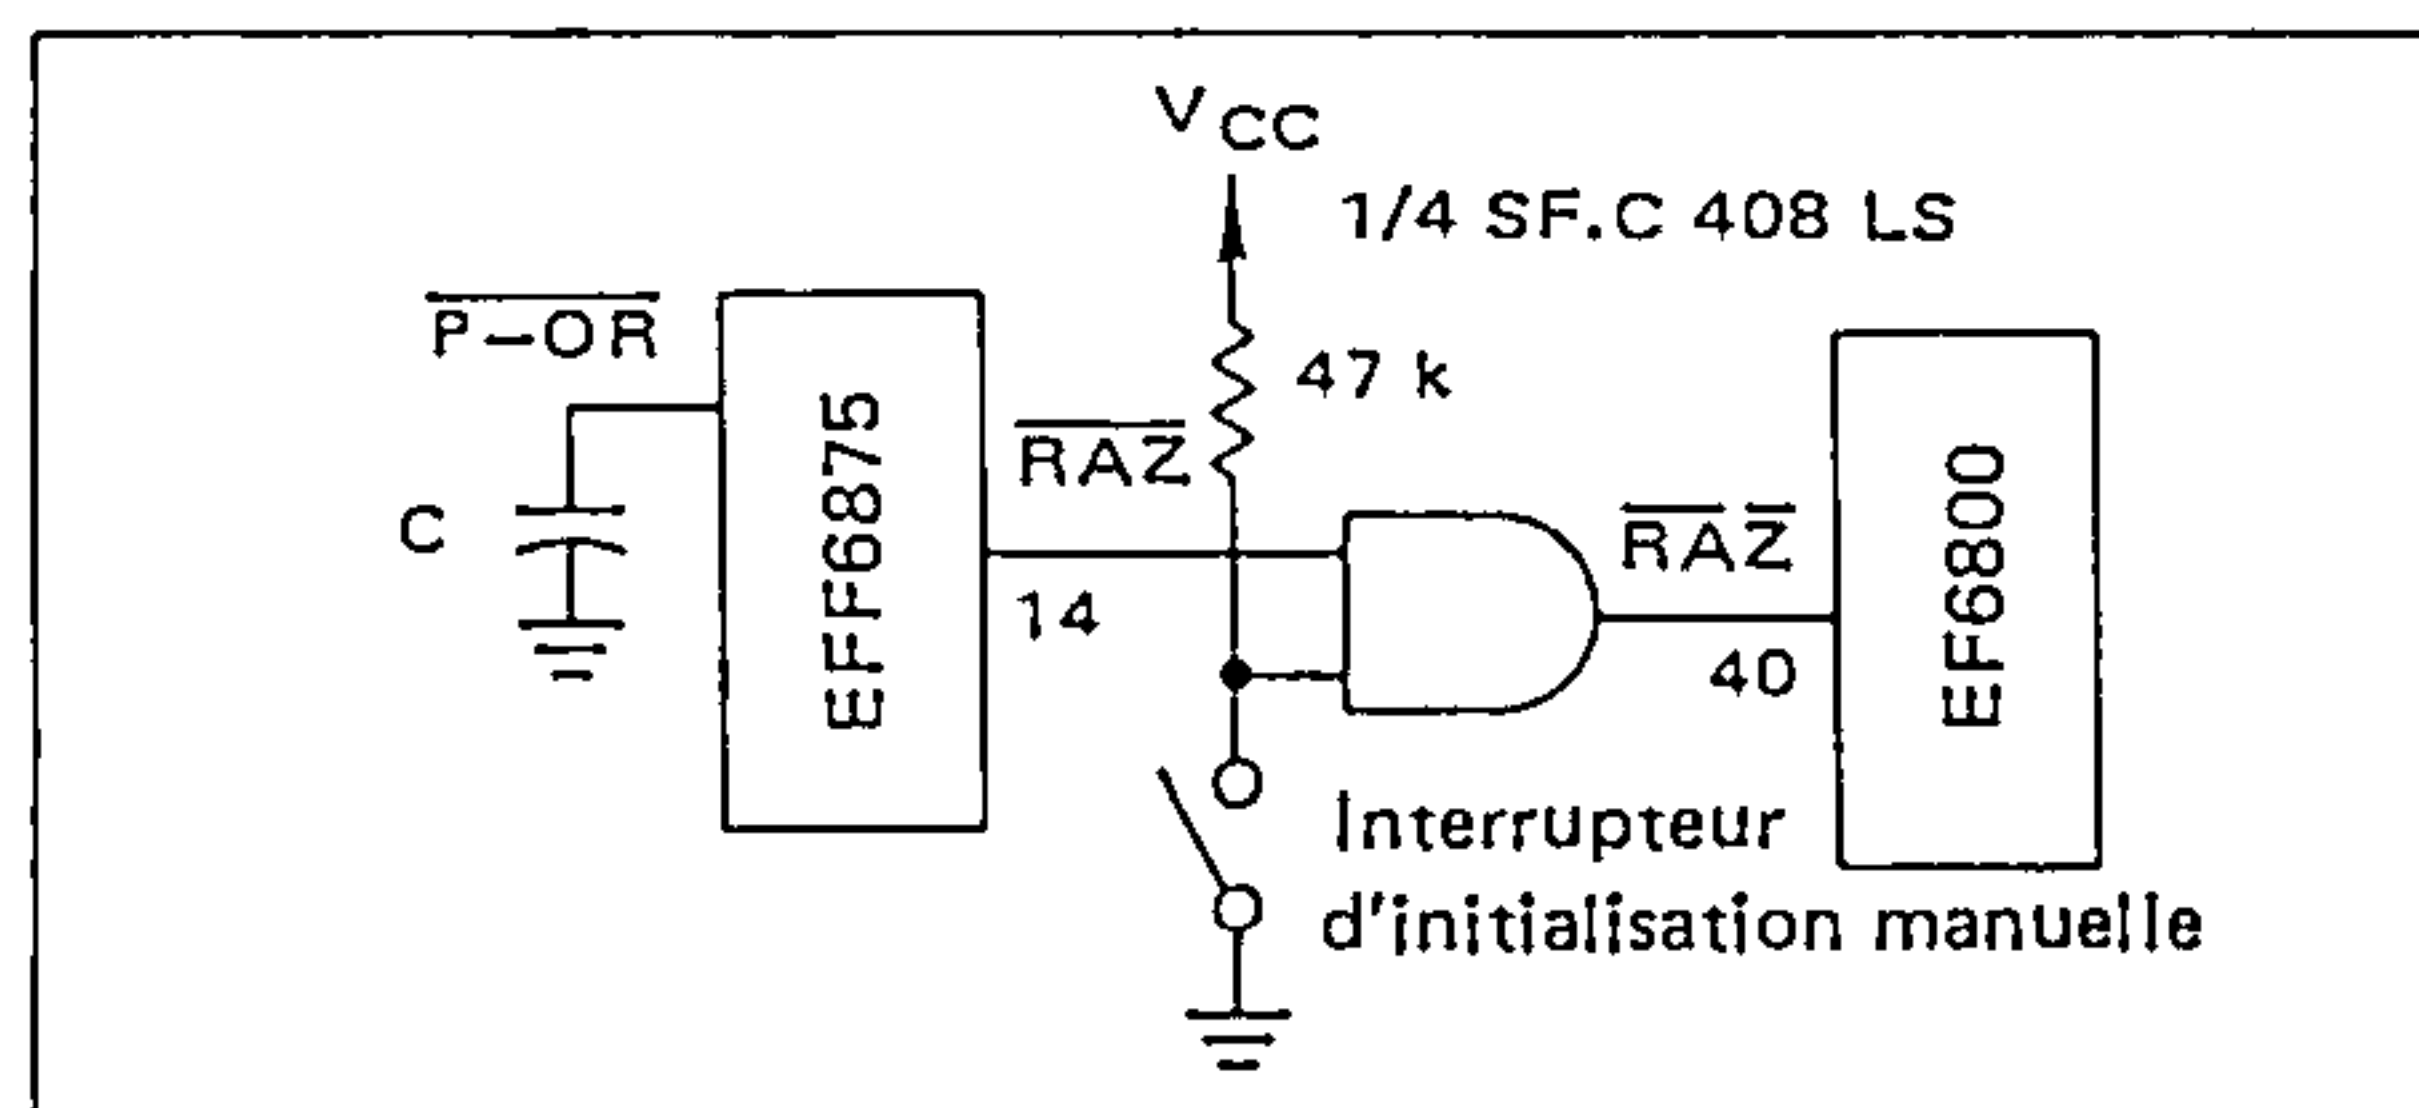 VCC
1/4 SF.C 408 LS
P-OR
47 k
EFF6875
RAZ
C
14
RAZ
40
EF6800
Interrupteur
d'initialisation manuelle